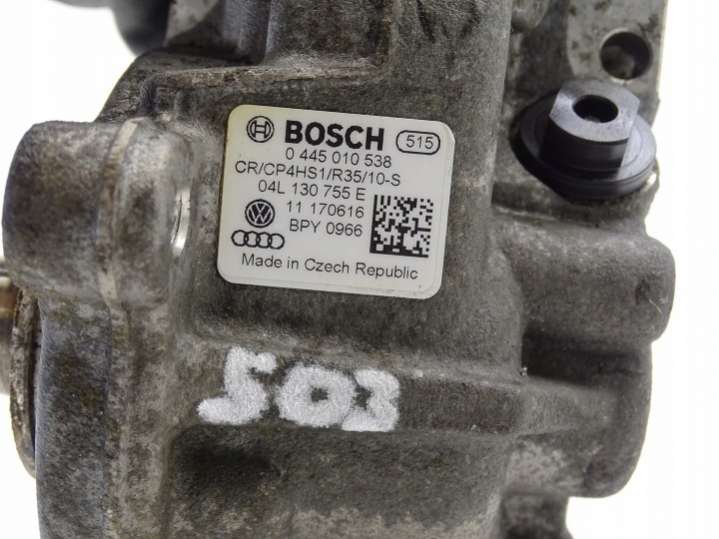 BOSCH 515
0 445 010 538
CR/CP4HS1/R35/10-S
04L 130 755 E
11 170616
BPY 0966
Made in Czech Republic
503